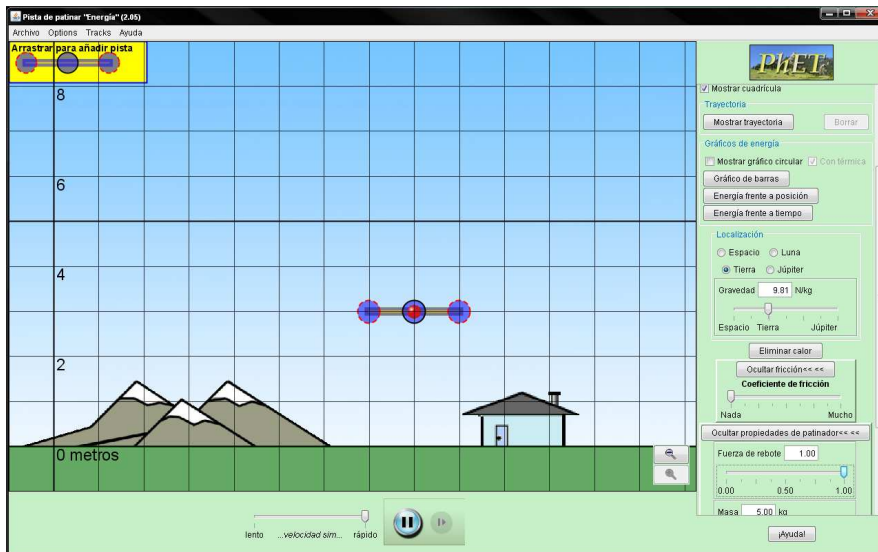 Pista de patinar "Energía" (2.05)
Archivo Options Tracks Ayuda
Arrastrar para añadir pista
8
6
4
2
0 metros
PhET
Mostrar cuadrícula
Trayectoria
Mostrar trayectoria Borrar
Gráficos de energía
Mostrar gráfico circular Con térmica
Gráfico de barras
Energía frente a posición
Energía frente a tiempo
Localización
Espacio Luna
Tierra Júpiter
Gravedad 9.81 N/kg
Espacio Tierra Júpiter
Eliminar calor
Ocultar fricción<< <<
Coeficiente de fricción
Nada Mucho
Ocultar propiedades de patinador<< <<
Fuerza de rebote 1.00
0.00 0.50 1.00
Masa 5.00 kg
lento ...velocidad sim... rápido
¡Ayuda!